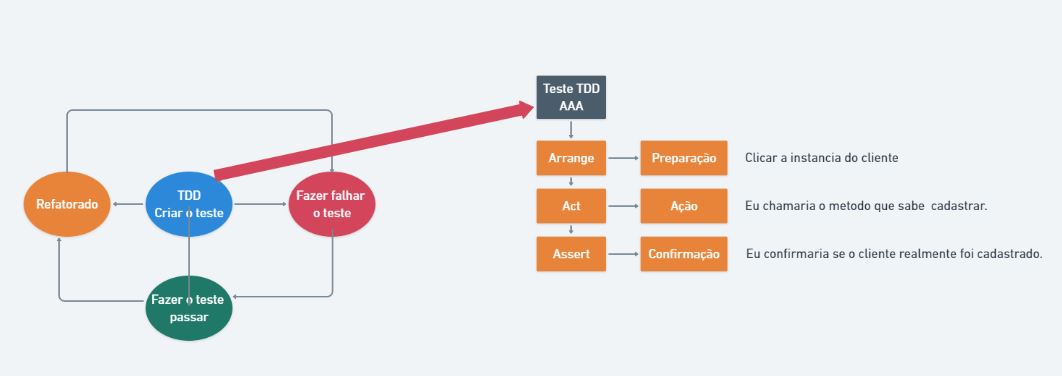 Refatorado
TDD
Criar o teste
Fazer falhar
o teste
Fazer o teste
passar
Teste TDD
AAA
Arrange
Preparação
Clicar a instancia do cliente
Act
Ação
Eu chamaria o metodo que sabe  cadastrar.
Assert
Confirmação
Eu confirmaria se o cliente realmente foi cadastrado.